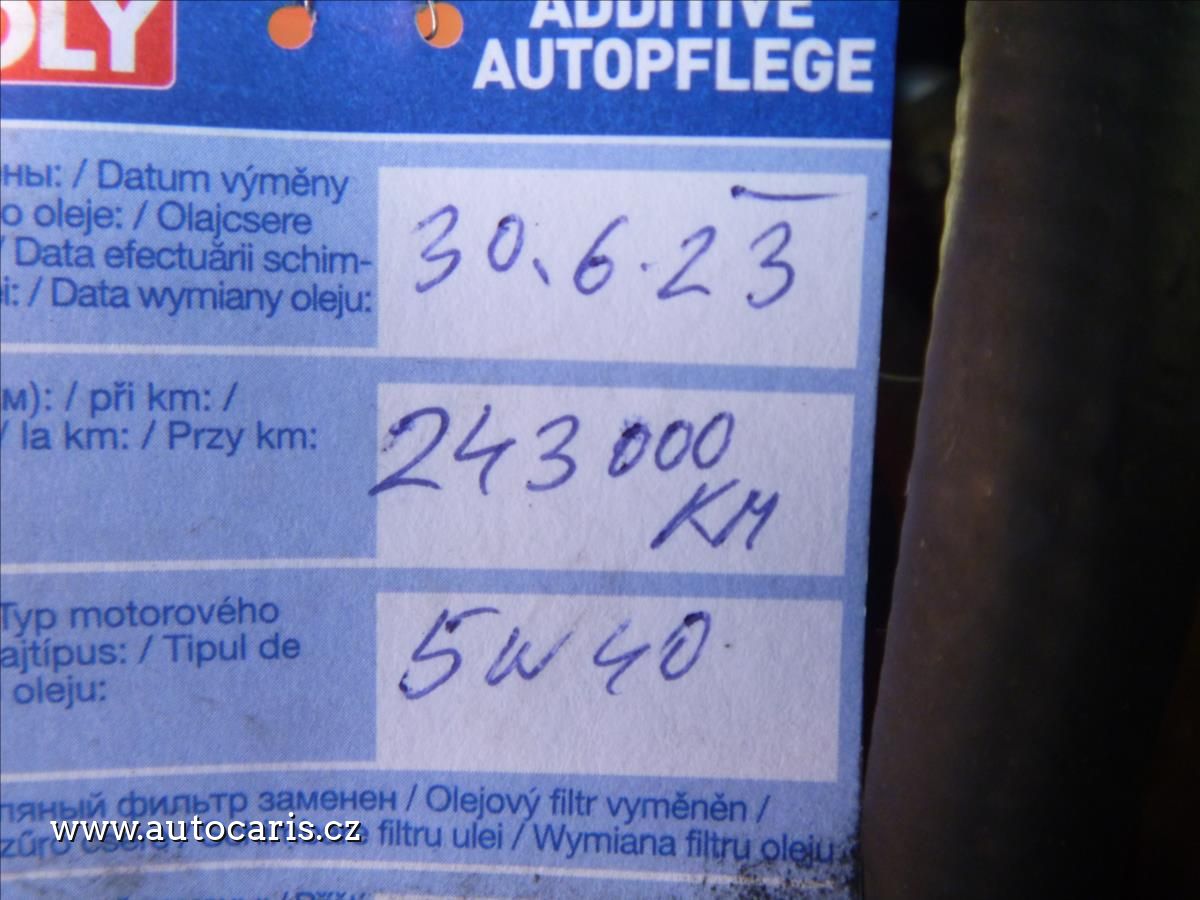 OLY
ADDITIVE
AUTOPFLEGE
ены: / Datum výměny
о oleje: / Olajcsere
/ Data efectuării schim-
ei: / Data wymiany oleju:
30.6.23
м): / při km: /
/ la km: / Przy km:
243000
KM
Typ motorového
ajtípus: / Tipul de
oleju:
5W40
ляный фильтр заменен / Olejový filtr vyměněn /
filtru ulei / Wymiana filtru oleju
www.autocaris.cz